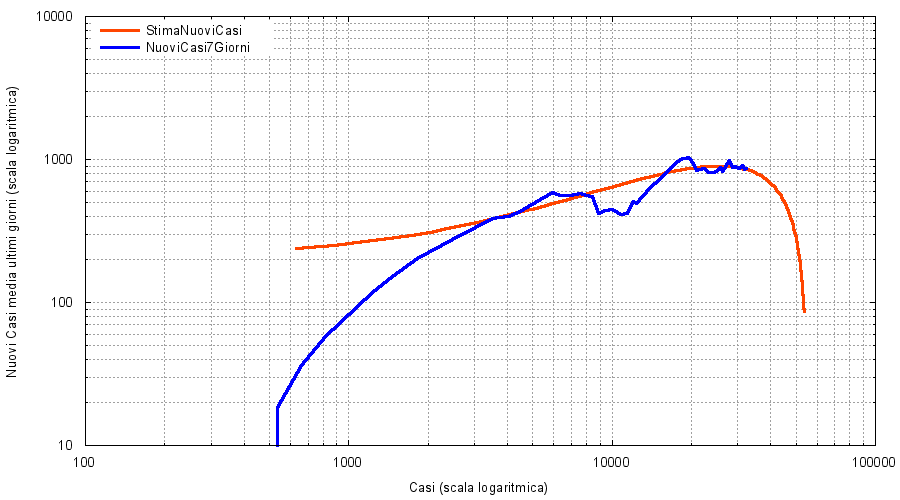 10000
StimaNuoviCasi
NuoviCasi7Giorni
1000
100
10
Nuovi Casi media ultimi giorni (scala logaritmica)
100
1000
10000
100000
Casi (scala logaritmica)